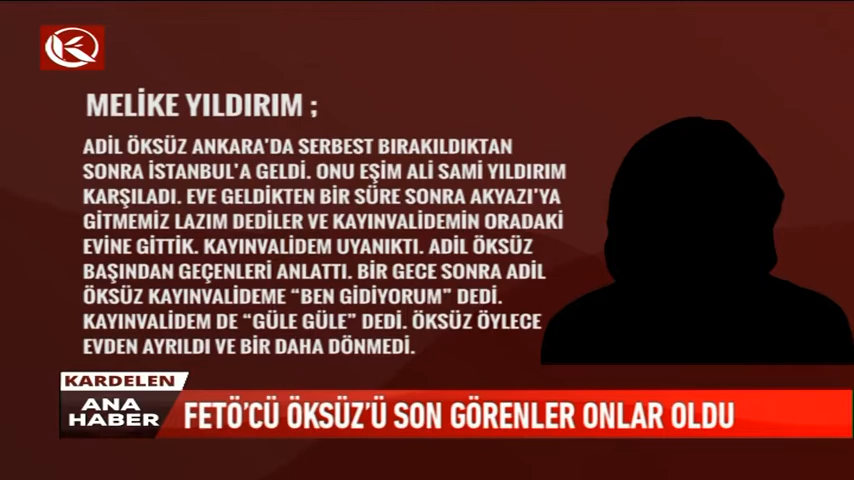 MELİKE YILDIRIM ;
ADİL ÖKSÜZ ANKARA'DA SERBEST BIRAKILDIKTAN
SONRA İSTANBUL'A GELDİ. ONU EŞİM ALİ SAMİ YILDIRIM
KARŞILADI. EVE GELDİKTEN BİR SÜRE SONRA AKYAZI'YA
GİTMEMİZ LAZIM DEDİLER VE KAYINVALİDEMİN ORADAKİ
EVİNE GİTTİK. KAYINVALİDEM UYANIKTI. ADİL ÖKSÜZ
BAŞINDAN GEÇENLERİ ANLATTI. BİR GECE SONRA ADİL
ÖKSÜZ KAYINVALİDEME “BEN GİDİYORUM” DEDİ.
KAYINVALİDEM DE “GÜLE GÜLE” DEDİ. ÖKSÜZ ÖYLECE
EVDEN AYRILDI VE BİR DAHA DÖNMEDİ.
KARDELEN
ANA
HABER
FETÖ'CÜ ÖKSÜZ'Ü SON GÖRENLER ONLAR OLDU